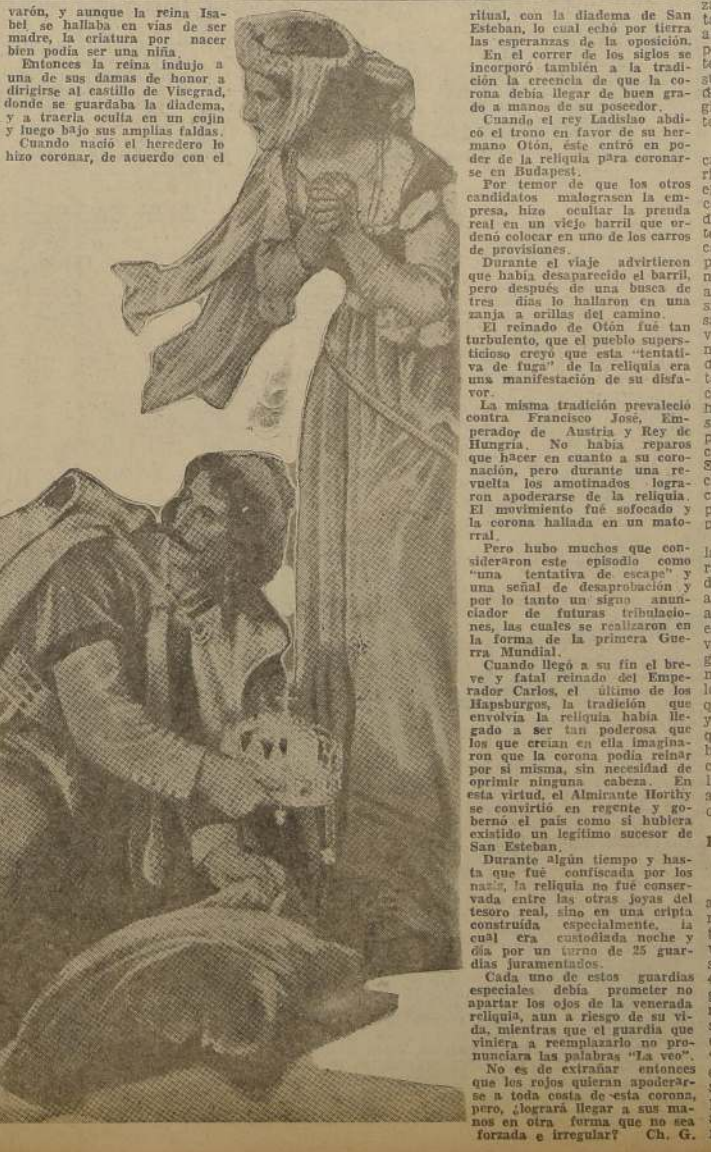 varón, y aunque la reina Isa-
bel se hallaba en vías de ser
madre, la criatura por nacer
bien podía ser una niña.
Entonces la reina indujo a
una de sus damas de honor a
dirigirse al castillo de Visegrad,
donde se guardaba la diadema,
y a traerla oculta en un cojín
y luego bajo sus amplias faldas.
Cuando nació el heredero lo
hizo coronar, de acuerdo con el
ritual, con la diadema de San
Esteban, lo cual echó por tierra
las esperanzas de la oposición.
En el correr de los siglos se
incorporó también a la tradi-
ción la creencia de que la co-
rona debía llegar de buen gra-
do a manos de su poseedor.
Cuando el rey Ladislao abdi-
có el trono en favor de su her-
mano Otón, éste entró en po-
der de la reliquia para coronar-
se en Budapest.
Por temor de que los otros
candidatos malograsen la em-
presa, hizo ocultar la prenda
real en un viejo barril que or-
denó colocar en uno de los carros
de provisiones.
Durante el viaje advirtieron
que había desaparecido el barril,
pero después de una busca de
tres días lo hallaron en una
zanja a orillas del camino.
El reinado de Otón fué tan
turbulento, que el pueblo supers-
ticioso creyó que esta "tentati-
va de fuga" de la reliquia era
una manifestación de su disfa-
vor.
La misma tradición prevaleció
contra Francisco José, Em-
perador de Austria y Rey de
Hungría. No había reparos
que hacer en cuanto a su coro-
nación, pero durante una re-
vuelta los amotinados logra-
ron apoderarse de la reliquia.
El movimiento fué sofocado y
la corona hallada en un mato-
rral.
Pero hubo muchos que con-
sideraron este episodio como
"una tentativa de escape" y
una señal de desaprobación y
por lo tanto un signo anun-
ciador de futuras tribulacio-
nes, las cuales se realizaron en
la forma de la primera Gue-
rra Mundial.
Cuando llegó a su fin el bre-
ve y fatal reinado del Empe-
rador Carlos, el último de los
Hapsburgos, la tradición que
envolvía la reliquia había lle-
gado a ser tan poderosa que
los que creían en ella imagina-
ron que la corona podía reinar
por sí misma, sin necesidad de
oprimir ninguna cabeza. En
esta virtud, el Almirante Horthy
se convirtió en regente y go-
bernó el país como si hubiera
existido un legítimo sucesor de
San Esteban.
Durante algún tiempo y has-
ta que fué confiscada por los
nazis, la reliquia no fué conser-
vada entre las otras joyas del
tesoro real, sino en una cripta
construída especialmente, la
cual era custodiada noche y
día por un turno de 25 guar-
dias juramentados.
Cada uno de estos guardias
especiales debía prometer no
apartar los ojos de la venerada
reliquia, aun a riesgo de su vi-
da, mientras que el guardia que
viniera a reemplazarlo no pro-
nunciara las palabras "La veo".
No es de extrañar entonces
que los rojos quieran apoderar-
se a toda costa de esta corona,
pero, ¿logrará llegar a sus ma-
nos en otra forma que no sea
forzada e irregular? Ch. G.